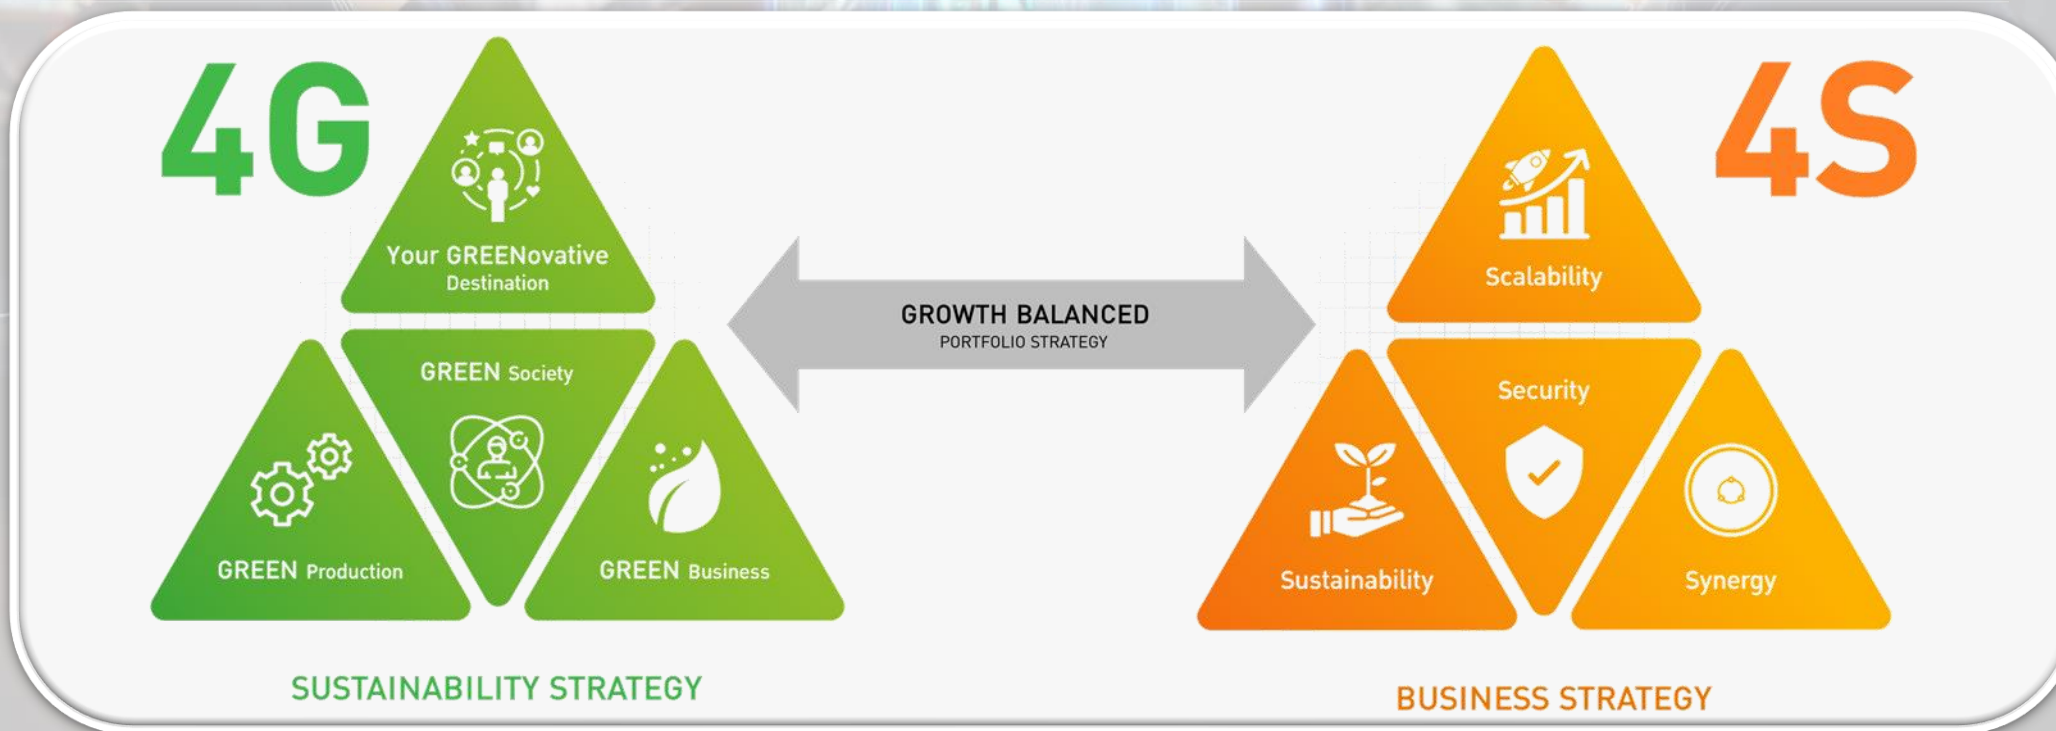 4G
Your GREENovative
Destination
GREEN Society
GREEN Production
GREEN Business
SUSTAINABILITY STRATEGY
GROWTH BALANCED
PORTFOLIO STRATEGY
4S
Scalability
Security
Sustainability
Synergy
BUSINESS STRATEGY